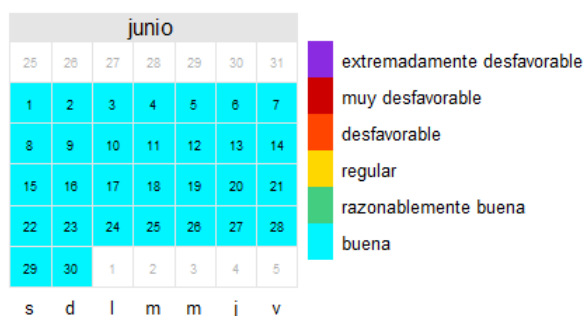 junio
25 26 27 28 29 30 31
1 2 3 4 5 6 7
8 9 10 11 12 13 14
15 16 17 18 19 20 21
22 23 24 25 26 27 28
29 30 1 2 3 4 5
s d l m m j v
extremadamente desfavorable
muy desfavorable
desfavorable
regular
razonablemente buena
buena